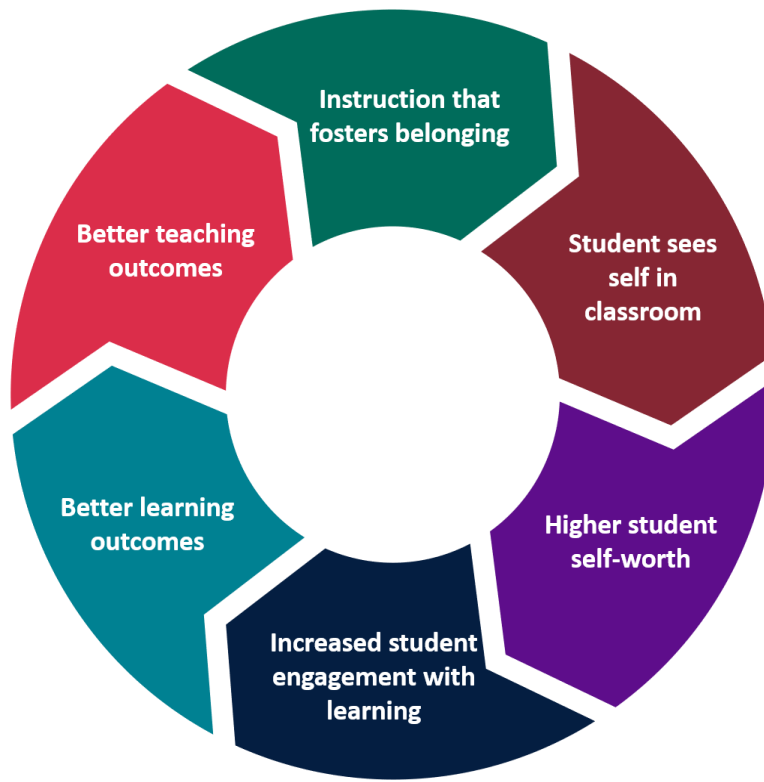 Instruction that
fosters belonging
Student sees
self in
classroom
Higher student
self-worth
Increased student
engagement with
learning
Better learning
outcomes
Better teaching
outcomes